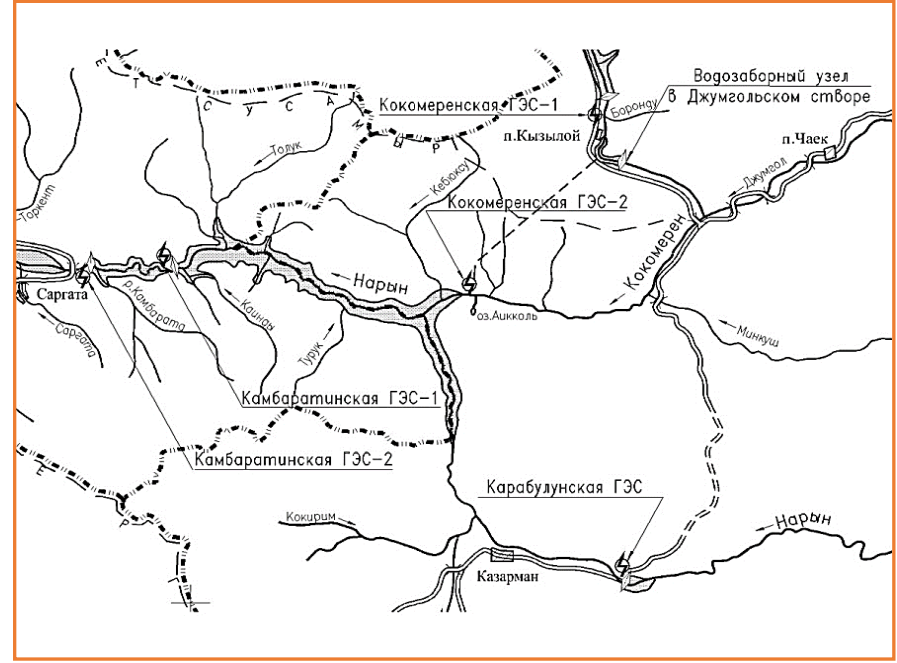 Водозаборный узел
в Джумгольском створе
Кокомеренская ГЭС-1
Боронду
п.Кызылой
п.Чаек
Е Т С У С А М Ы Р
Толук
Кебюксу
Джумгол
Торкент
Кокомеренская ГЭС-2
Кокомерен
Нарын
Саргата
р.Камбарата
Каинды
оз.Аикколь
Саргата
Турук
Минкуш
Камбаратинская ГЭС-1
Камбаратинская ГЭС-2
Карабулунская ГЭС
Е Р
Кокирим
Нарын
Казарман